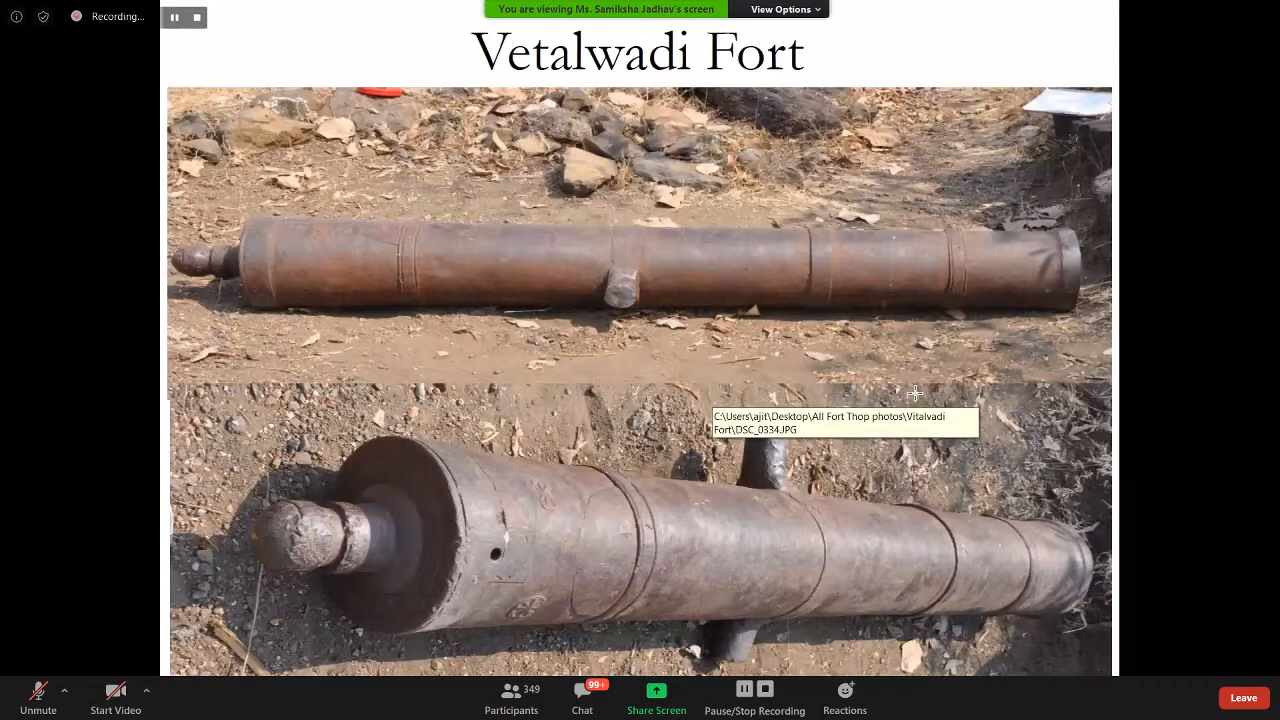 Recording...
You are viewing Ms. Samiksha Jadhav's screen
View Options
Vetalwadi Fort
C:\Users\ajit\Desktop\All Fort Thop photos\Vitalvadi
Fort\DSC_0334.JPG
Unmute
Start Video
Participants
349
Chat
99+
Share Screen
Pause/Stop Recording
Reactions
Leave